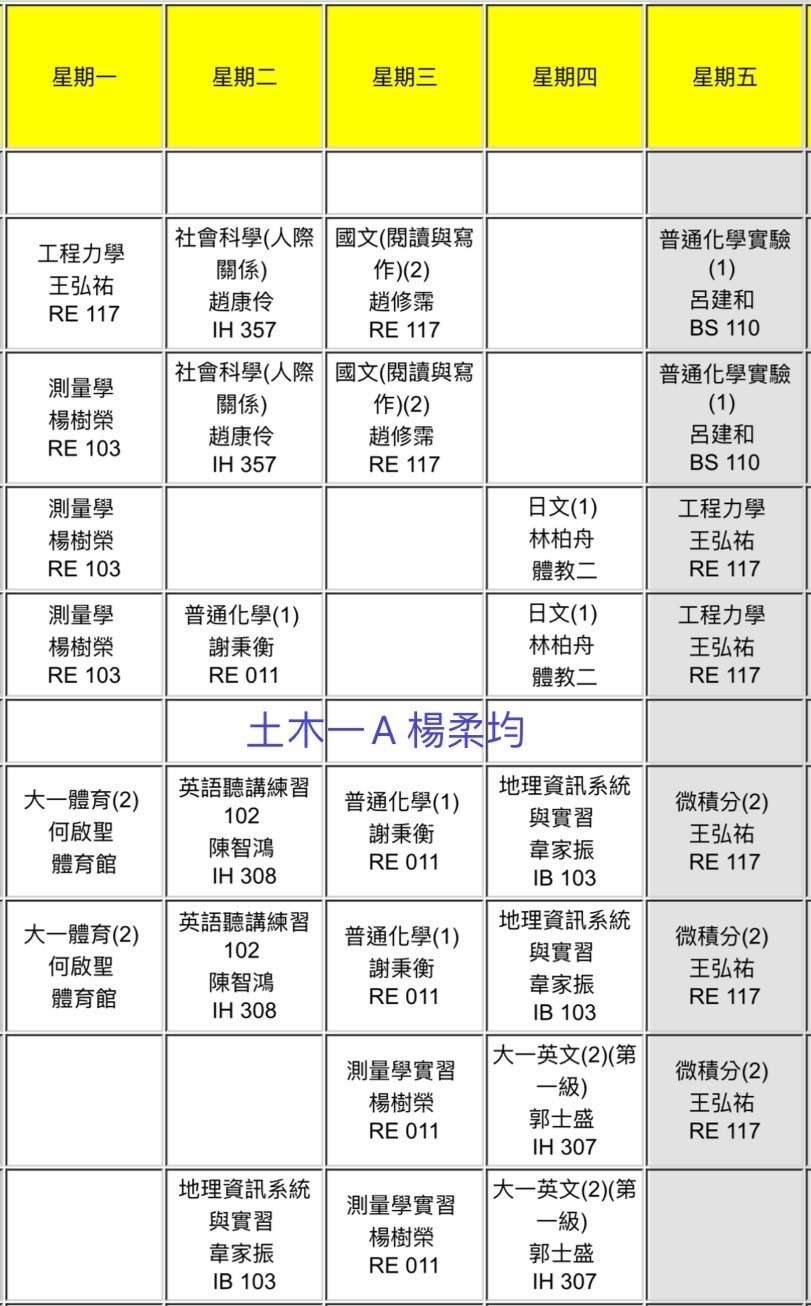 星期一
星期二
星期三
星期四
星期五
工程力學
王弘祐
RE 117
社會科學(人際
關係)
趙康伶
IH 357
國文(閱讀與寫
作)(2)
趙修霈
RE 117
普通化學實驗
(1)
呂建和
BS 110
測量學
楊樹榮
RE 103
社會科學(人際
關係)
趙康伶
IH 357
國文(閱讀與寫
作)(2)
趙修霈
RE 117
普通化學實驗
(1)
呂建和
BS 110
測量學
楊樹榮
RE 103
日文(1)
林柏舟
體教二
工程力學
王弘祐
RE 117
測量學
楊樹榮
RE 103
普通化學(1)
謝秉衡
RE 011
日文(1)
林柏舟
體教二
工程力學
王弘祐
RE 117
土木一A 楊柔均
大一體育(2)
何啟聖
體育館
英語聽講練習
102
陳智鴻
IH 308
普通化學(1)
謝秉衡
RE 011
地理資訊系統
與實習
韋家振
IB 103
微積分(2)
王弘祐
RE 117
大一體育(2)
何啟聖
體育館
英語聽講練習
102
陳智鴻
IH 308
普通化學(1)
謝秉衡
RE 011
地理資訊系統
與實習
韋家振
IB 103
微積分(2)
王弘祐
RE 117
測量學實習
楊樹榮
RE 011
大一英文(2)(第
一級)
郭士盛
IH 307
微積分(2)
王弘祐
RE 117
地理資訊系統
與實習
韋家振
IB 103
測量學實習
楊樹榮
RE 011
大一英文(2)(第
一級)
郭士盛
IH 307